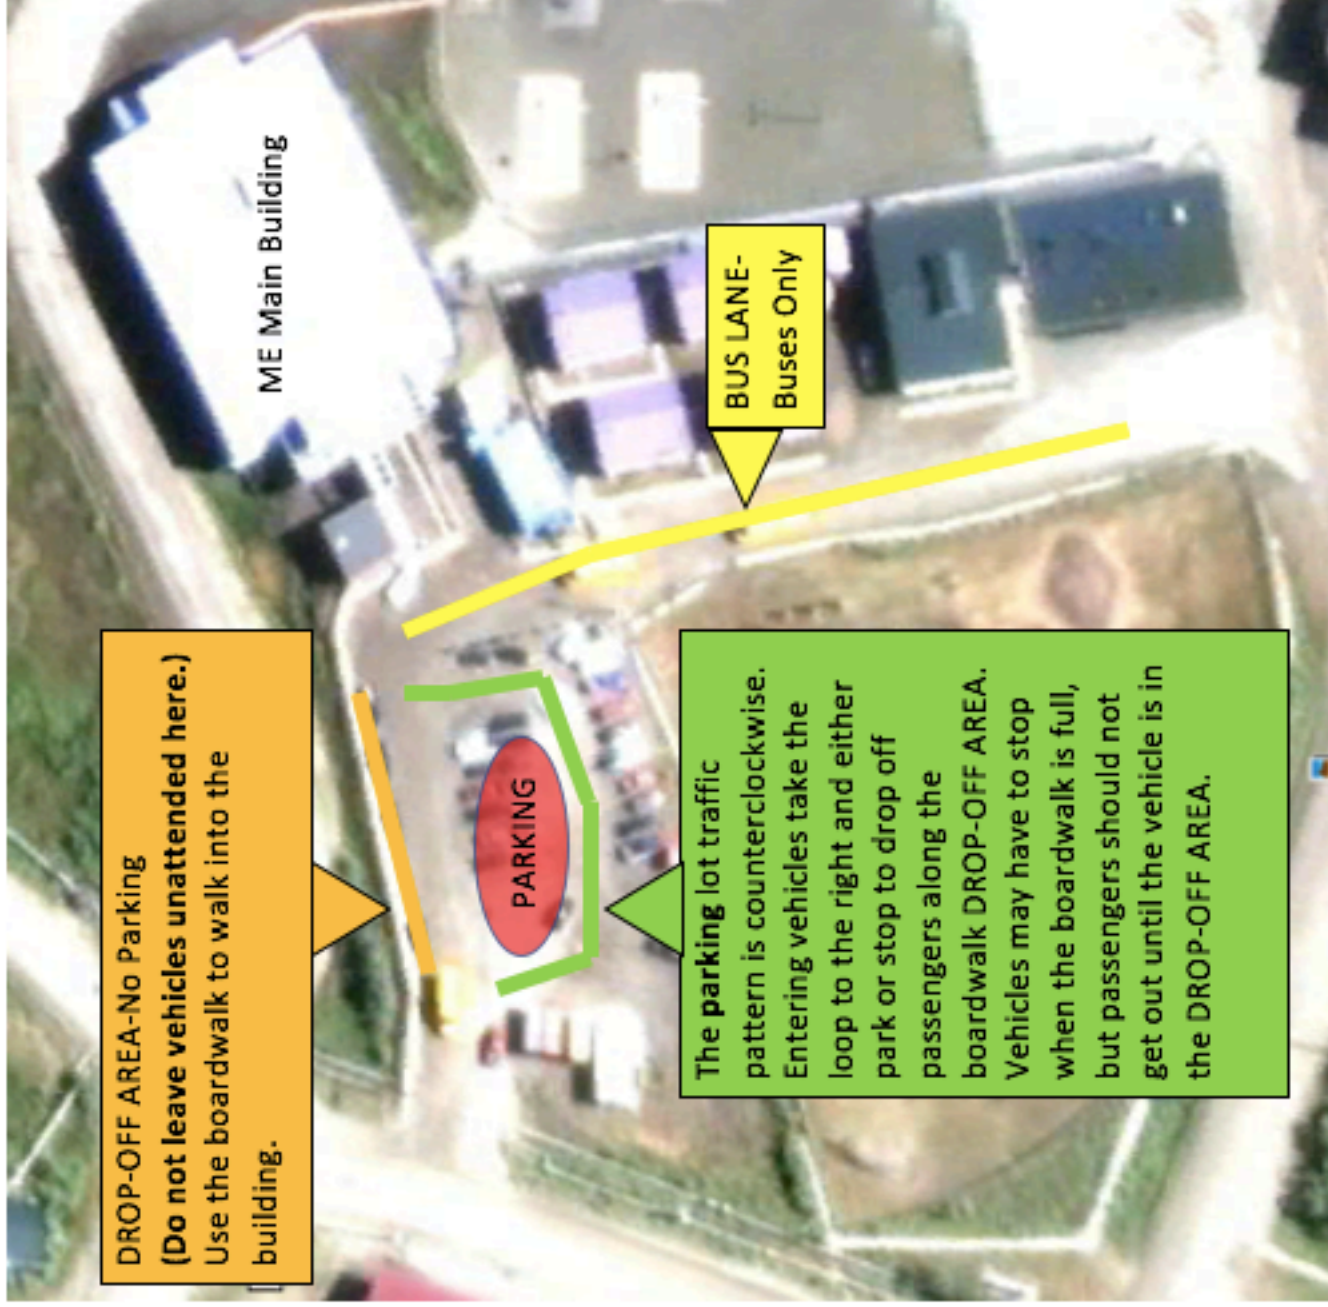 DROP-OFF AREA-No Parking
(Do not leave vehicles unattended here.)
Use the boardwalk to walk into the
building.
ME Main Building
PARKING
BUS LANE-
Buses Only
The parking lot traffic
pattern is counterclockwise.
Entering vehicles take the
loop to the right and either
park or stop to drop off
passengers along the
boardwalk DROP-OFF AREA.
Vehicles may have to stop
when the boardwalk is full,
but passengers should not
get out until the vehicle is in
the DROP-OFF AREA.